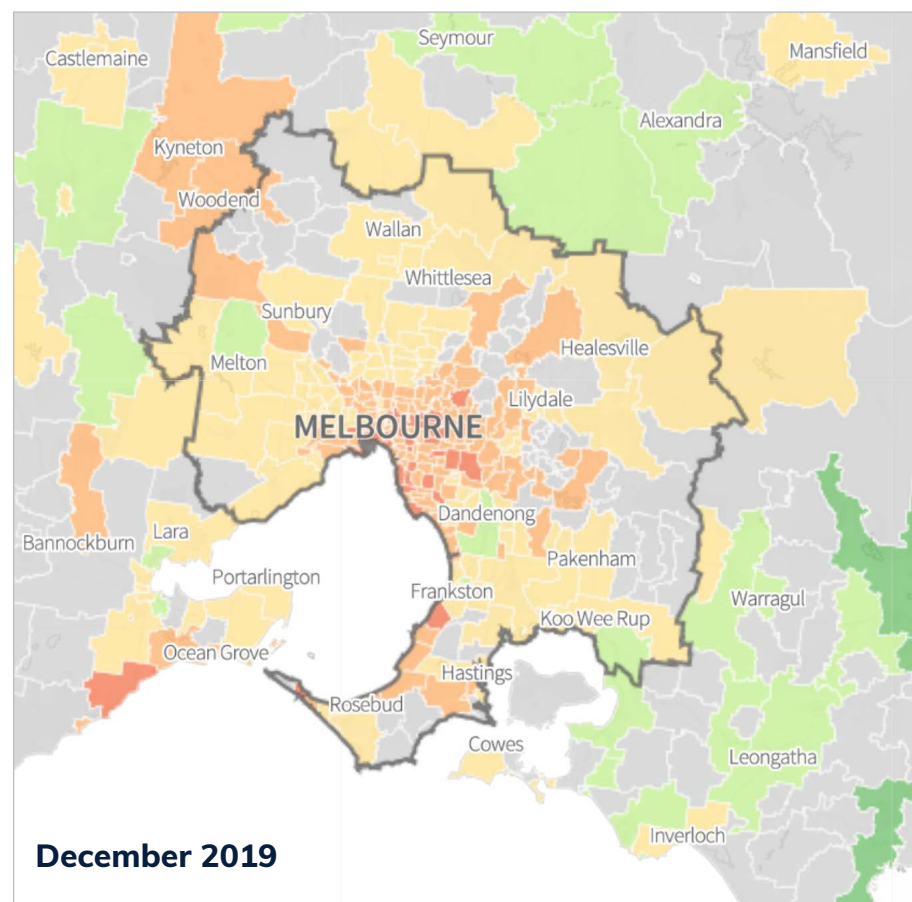 Seymour
Castlemaine
Mansfield
Alexandra
Kyneton
Woodend
Wallan
Whittlesea
Sunbury
Healesville
Melton
Lilydale
MELBOURNE
Dandenong
Lara
Bannockburn
Pakenham
Portarlington
Frankston
Warragul
Koo Wee Rup
Ocean Grove
Hastings
Rosebud
Cowes
Leongatha
Inverloch
December 2019